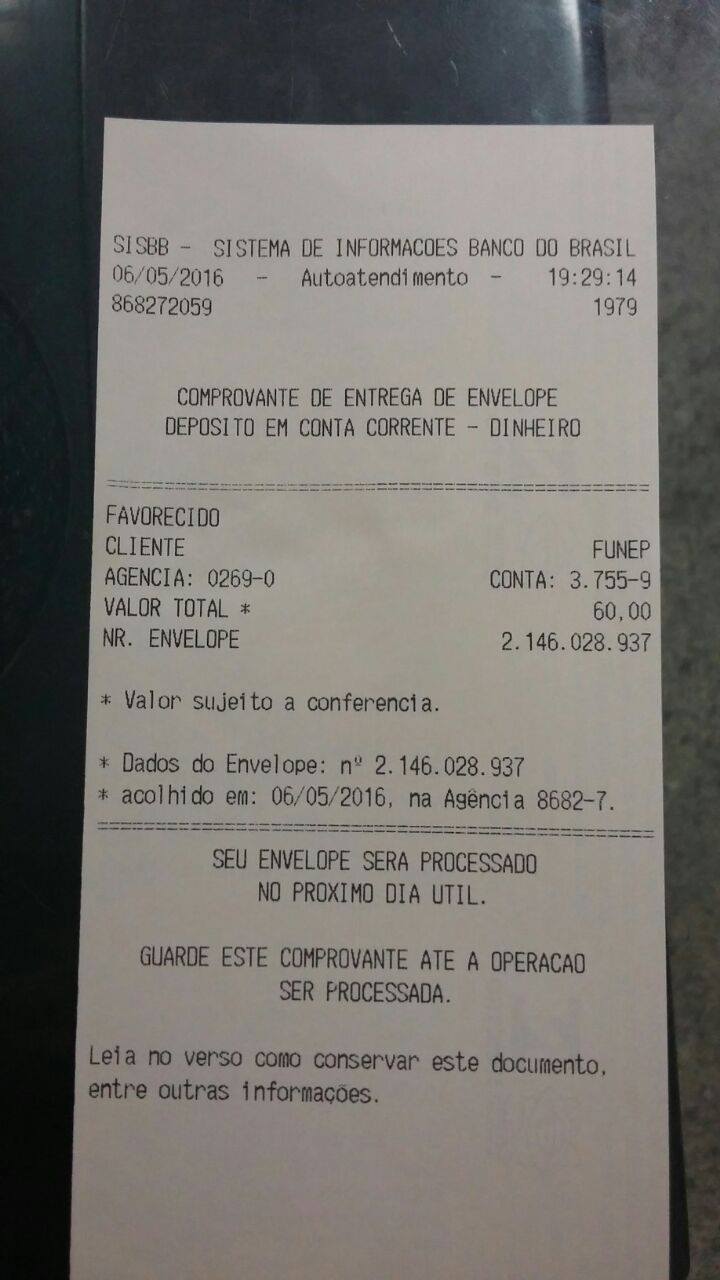 SISBB - SISTEMA DE INFORMACOES BANCO DO BRASIL
06/05/2016 - Autoatendimento - 19:29:14
868272059 1979
COMPROVANTE DE ENTREGA DE ENVELOPE
DEPOSITO EM CONTA CORRENTE - DINHEIRO
FAVORECIDO
CLIENTE FUNEP
AGENCIA: 0269-0 CONTA: 3.755-9
VALOR TOTAL * 60,00
NR. ENVELOPE 2.146.028.937
* Valor sujeito a conferencia.
* Dados do Envelope: nº 2.146.028.937
* acolhido em: 06/05/2016, na Agência 8682-7.
SEU ENVELOPE SERA PROCESSADO
NO PROXIMO DIA UTIL.
GUARDE ESTE COMPROVANTE ATE A OPERACAO
SER PROCESSADA.
Leia no verso como conservar este documento,
entre outras informações.